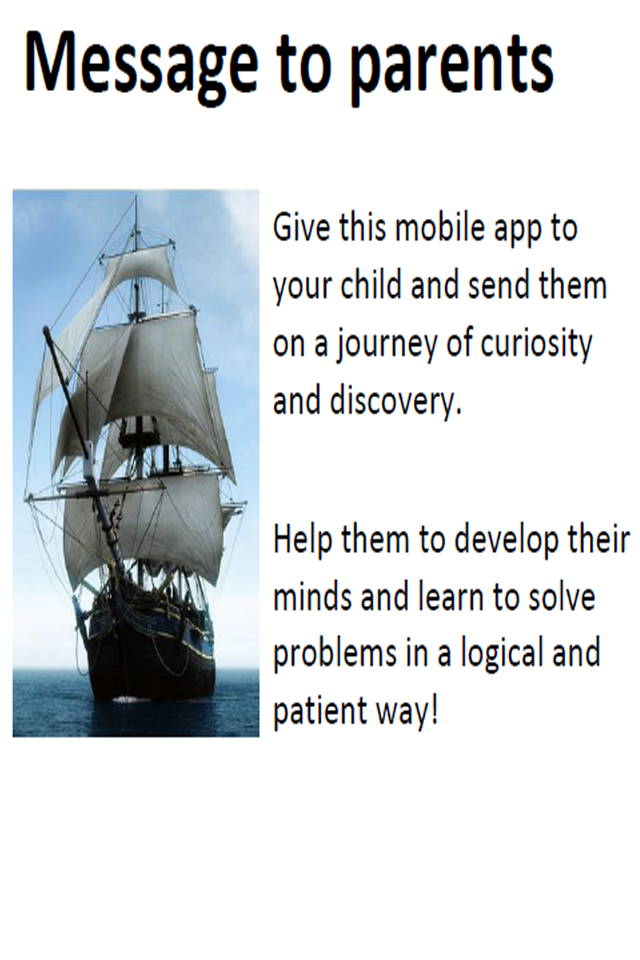 Message to parents
Give this mobile app to
your child and send them
on a journey of curiosity
and discovery.
Help them to develop their
minds and learn to solve
problems in a logical and
patient way!